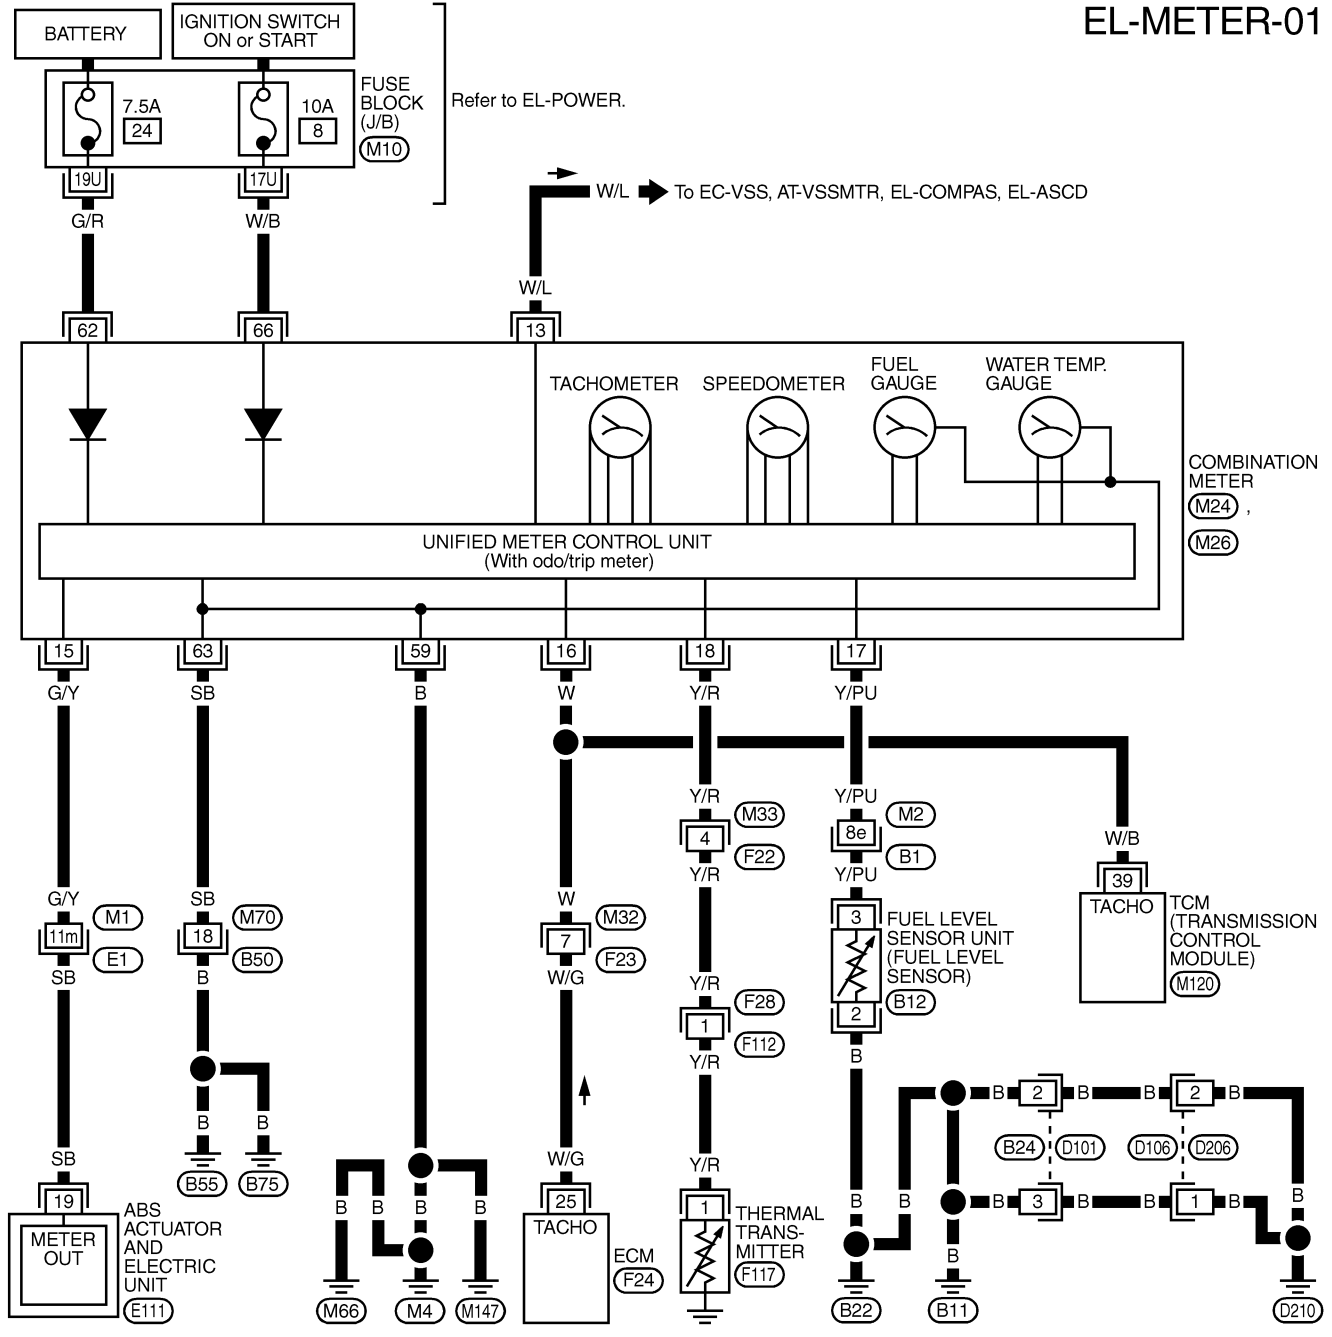 EL-METER-01
BATTERY
IGNITION SWITCH
ON or START
7.5A
24
10A
8
FUSE
BLOCK
(J/B)
M10
Refer to EL-POWER.
19U
17U
G/R
W/B
W/L
To EC-VSS, AT-VSSMTR, EL-COMPAS, EL-ASCD
W/L
62
66
13
TACHOMETER
SPEEDOMETER
FUEL
GAUGE
WATER TEMP.
GAUGE
COMBINATION
METER
M24 ,
M26
UNIFIED METER CONTROL UNIT
(With odo/trip meter)
15
63
59
16
18
17
G/Y
SB
B
W
Y/R
Y/PU
Y/R
Y/PU
M33
4
F22
M2
8e
B1
Y/R
Y/PU
W/B
39
TACHO
TCM
(TRANSMISSION
CONTROL
MODULE)
M120
G/Y
SB
W
M1
11m
E1
M70
18
B50
M32
7
F23
3
FUEL LEVEL
SENSOR UNIT
(FUEL LEVEL
SENSOR)
B12
2
SB
B
W/G
Y/R
F28
1
F112
Y/R
B
B
2
B
B
2
B
B
B
B24
D101
D106
D206
SB
W/G
Y/R
B55
B75
B
3
B
B
1
B
B
B
B
B
B
B
B
B
B
19
METER
OUT
ABS
ACTUATOR
AND
ELECTRIC
UNIT
E111
25
TACHO
ECM
F24
1
THERMAL
TRANS-
MITTER
F117
M66
M4
M147
B22
B11
D210